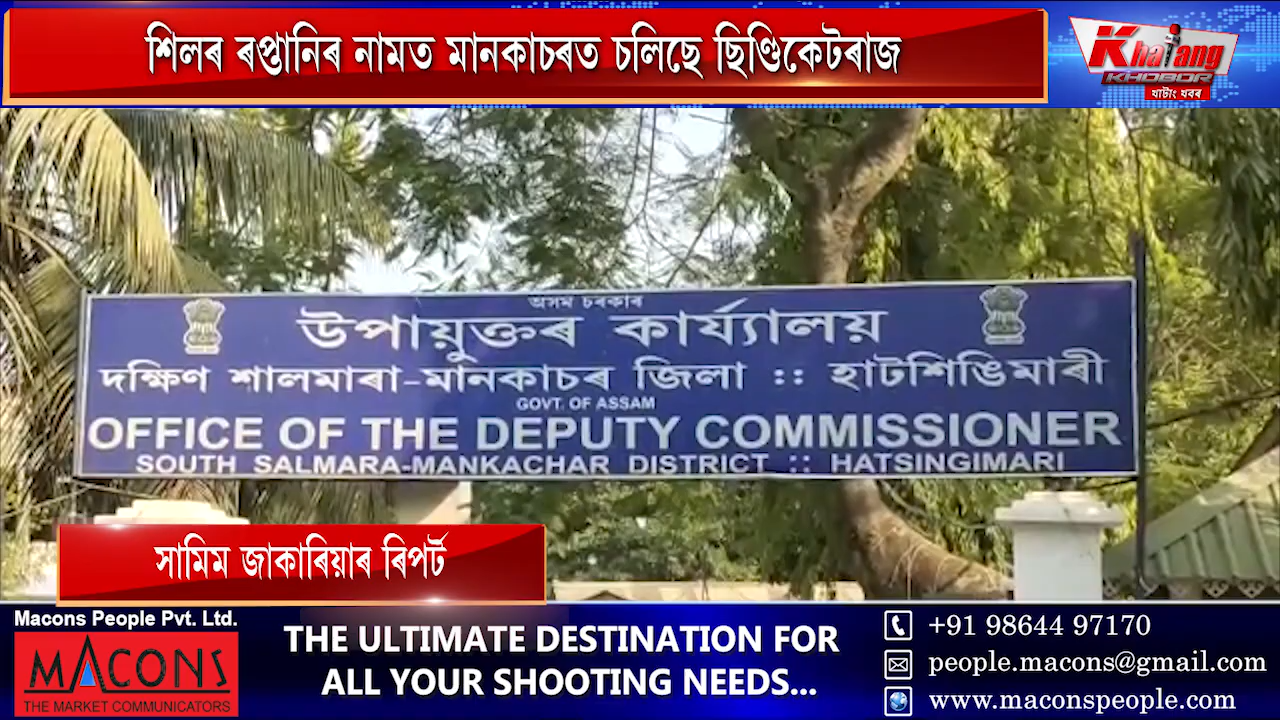 শিলৰ ৰপ্তানিৰ নামত মানকাচৰত চলিছে ছিণ্ডিকেটৰাজ
Khatang
KHOBOR
খাটাং খবৰ
অসম চৰকাৰ
উপায়ুক্তৰ কাৰ্য্যালয়
দক্ষিণ শালমাৰা-মানকাচৰ জিলা :: হাটশিঙিমাৰী
GOVT. OF ASSAM
OFFICE OF THE DEPUTY COMMISSIONER
SOUTH SALMARA-MANKACHAR DISTRICT :: HATSINGIMARI
সামিম জাকাৰিয়াৰ ৰিপৰ্ট
Macons People Pvt. Ltd.
MACONS
THE MARKET COMMUNICATORS
THE ULTIMATE DESTINATION FOR
ALL YOUR SHOOTING NEEDS...
+91 98644 97170
people.macons@gmail.com
www.maconspeople.com